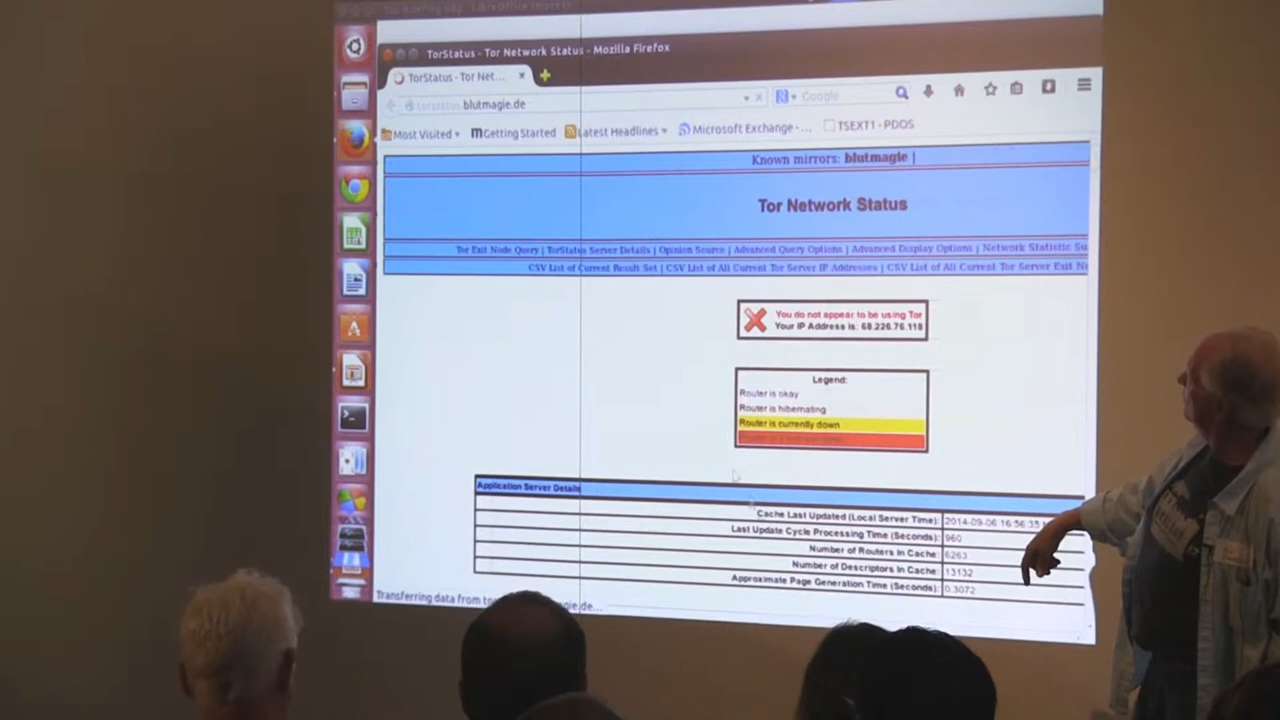 TorStatus - Tor Network Status - Mozilla Firefox
TorStatus - Tor Net...
torstatus.blutmagie.de
Google
Most Visited
Getting Started
Latest Headlines
Microsoft Exchange - ...
TSEXT1 - PDOS
Known mirrors: blutmagie |
Tor Network Status
Tor Exit Node Query | TorStatus Server Details | Opinion Source | Advanced Query Options | Advanced Display Options | Network Statistic Su
CSV List of Current Result Set | CSV List of All Current Tor Server IP Addresses | CSV List of All Current Tor Server Exit N
You do not appear to be using Tor
Your IP Address is: 68.226.76.118
Legend:
Router is okay
Router is hibernating
Router is currently down
Application Server Details
Cache Last Updated (Local Server Time): 2014-09-06 16:56:33
Last Update Cycle Processing Time (Seconds): 960
Number of Routers In Cache: 6263
Number of Descriptors In Cache: 13132
Approximate Page Generation Time (Seconds): 0.3072
Transferring data from